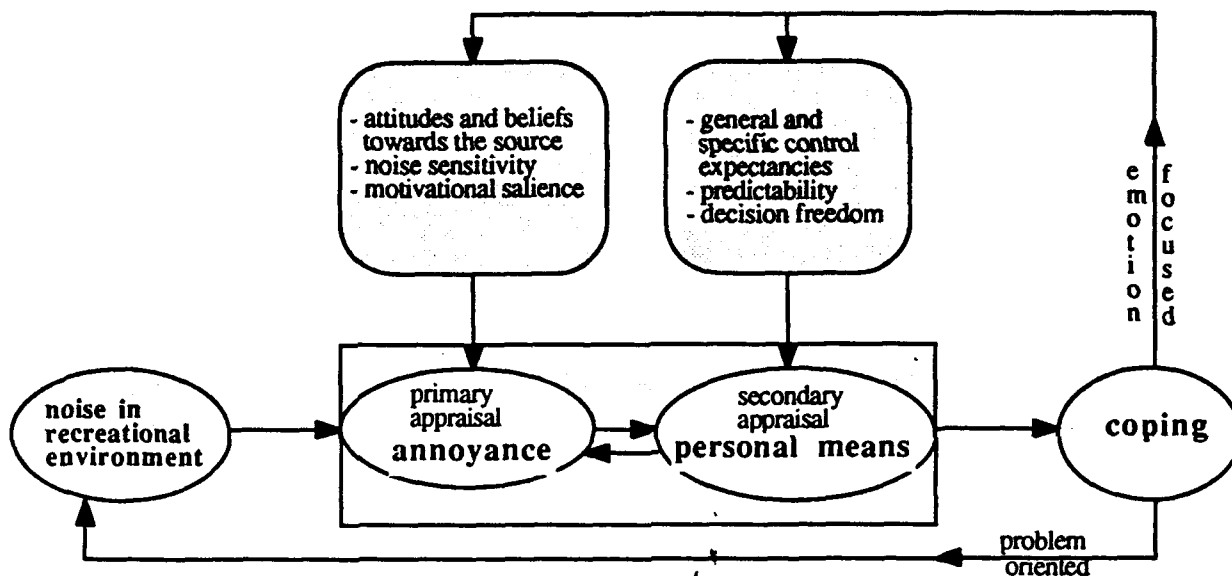 - attitudes and beliefs
towards the source
- noise sensitivity
- motivational salience
- general and
specific control
expectancies
- predictability
- decision freedom
emotion
focused
noise in
recreational
environment
primary
appraisal
annoyance
secondary
appraisal
personal means
coping
problem
oriented